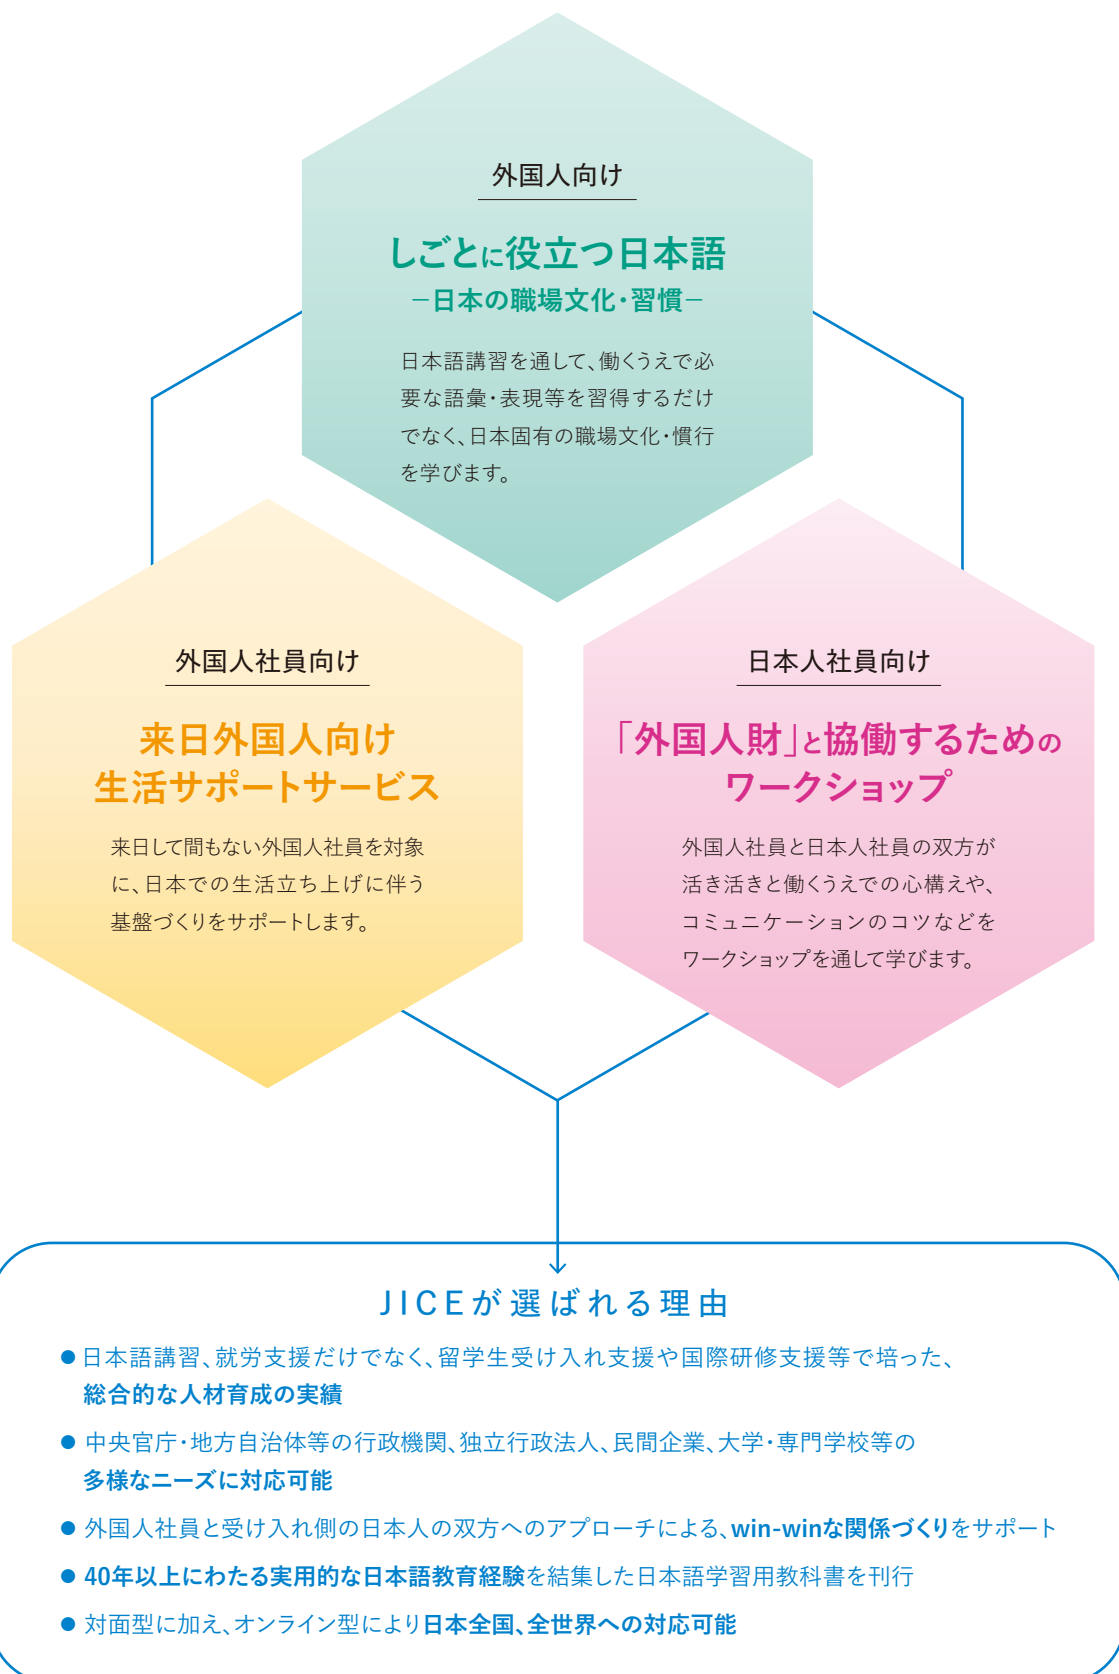 外国人向け
しごとに役立つ日本語
−日本の職場文化・習慣−
日本語講習を通して、働くうえで必
要な語彙・表現等を習得するだけ
でなく、日本固有の職場文化・慣行
を学びます。
外国人社員向け
来日外国人向け
生活サポートサービス
来日して間もない外国人社員を対象
に、日本での生活立ち上げに伴う
基盤づくりをサポートします。
日本人社員向け
「外国人財」と協働するための
ワークショップ
外国人社員と日本人社員の双方が
活き活きと働くうえでの心構えや、
コミュニケーションのコツなどを
ワークショップを通して学びます。
JICEが選ばれる理由
●日本語講習、就労支援だけでなく、留学生受け入れ支援や国際研修支援等で培った、
総合的な人材育成の実績
●中央官庁・地方自治体等の行政機関、独立行政法人、民間企業、大学・専門学校等の
多様なニーズに対応可能
●外国人社員と受け入れ側の日本人の双方へのアプローチによる、win-winな関係づくりをサポート
●40年以上にわたる実用的な日本語教育経験を結集した日本語学習用教科書を刊行
●対面型に加え、オンライン型により日本全国、全世界への対応可能